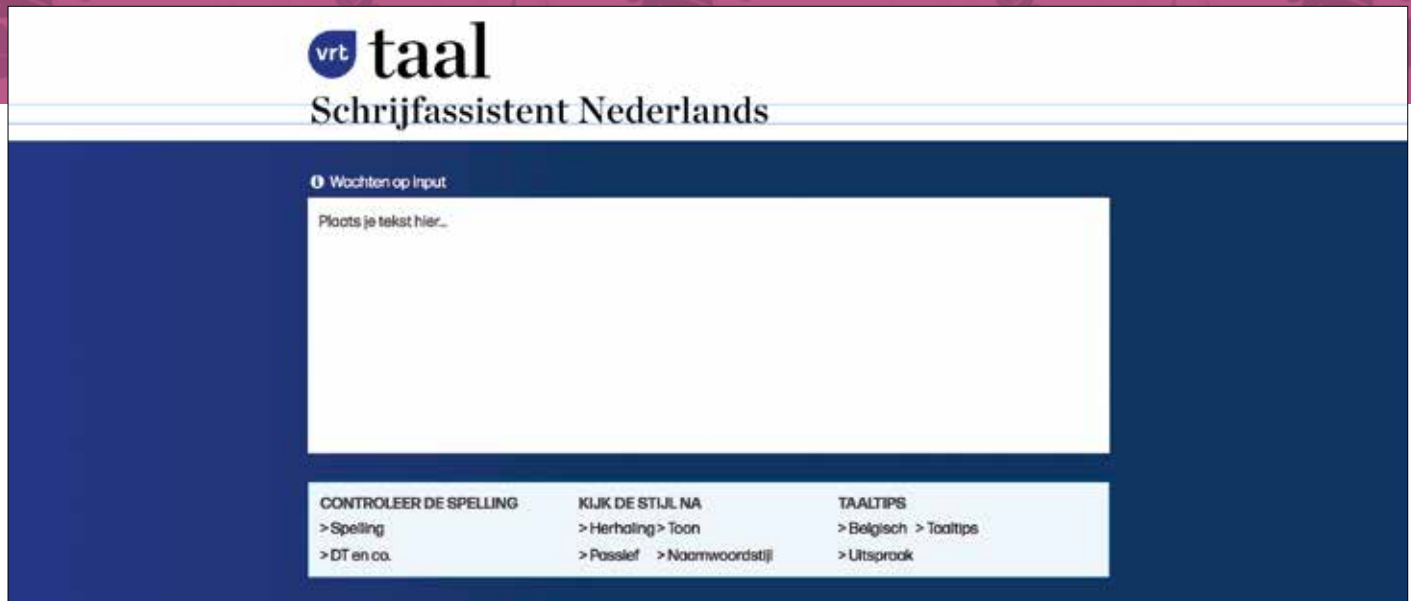 vrt taal
Schrijfassistent Nederlands
Wachten op input
Plaats je tekst hier...
CONTROLEER DE SPELLING
> Spelling
> DT en co.
KIJK DE STIJL NA
> Herhaling > Toon
> Passief > Naamwoordstijl
TAALTIPS
> Belgisch > Taaltips
> Uitspraak